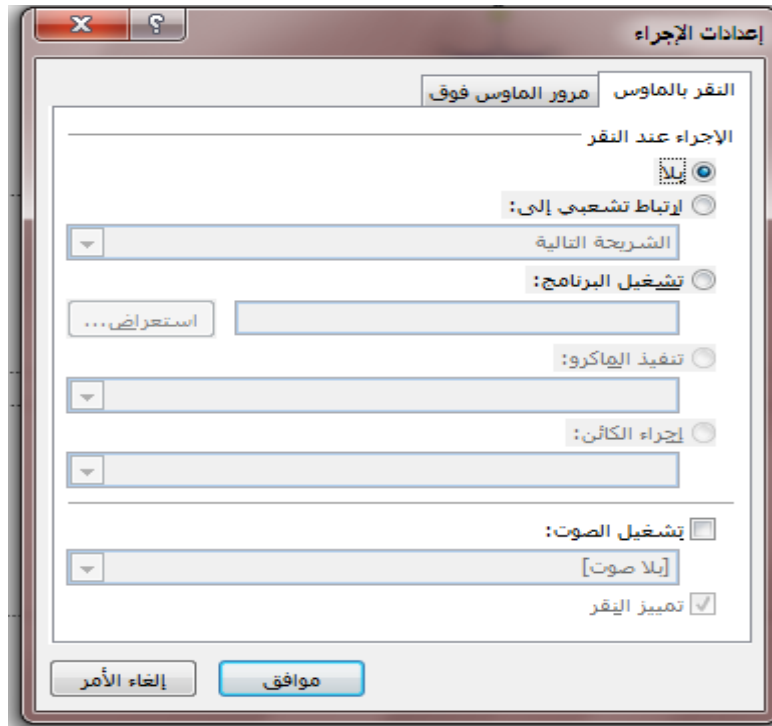 إعدادات الإجراء
النقر بالماوس مرور الماوس فوق
الإجراء عند النقر
بلا
ارتباط تشعبي إلى:
الشريحة التالية
تشغيل البرنامج:
استعراض...
تنفيذ الماكرو:
إجراء الكائن:
تشغيل الصوت:
[بلا صوت]
تمييز النقر
موافق إلغاء الأمر